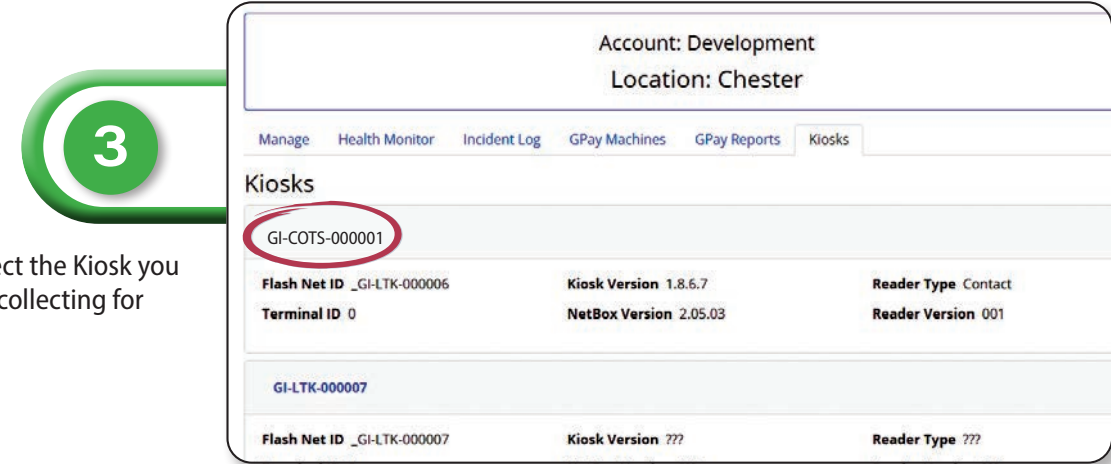 Account: Development
Location: Chester
3
Manage Health Monitor Incident Log GPay Machines GPay Reports Kiosks
Kiosks
GI-COTS-000001
ect the Kiosk you
collecting for
Flash Net ID _GI-LTK-000006 Kiosk Version 1.8.6.7 Reader Type Contact
Terminal ID 0 NetBox Version 2.05.03 Reader Version 001
GI-LTK-000007
Flash Net ID _GI-LTK-000007 Kiosk Version ??? Reader Type ???